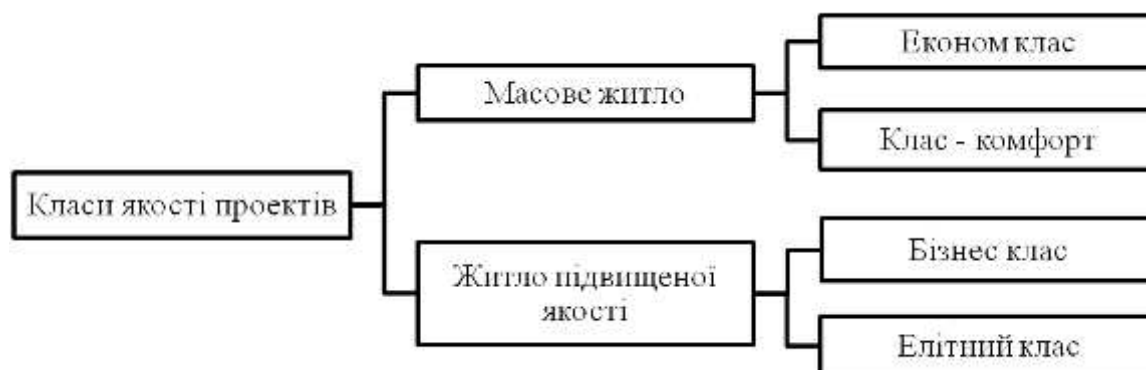 Класи якості проектів
Масове житло
Економ клас
Клас - комфорт
Житло підвищеної
якості
Бізнес клас
Елітний клас